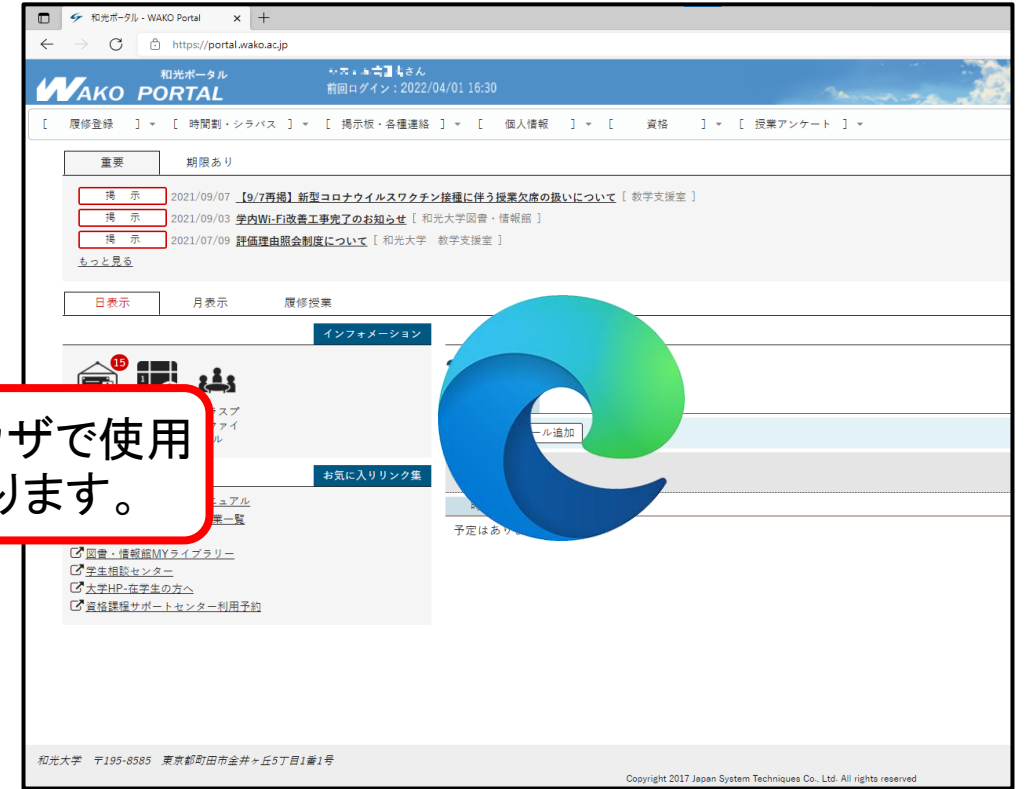 和光ポータル - WAKO Portal
https://portal.wako.ac.jp
和光ポータル
WAKO PORTAL
さん
前回ログイン：2022/04/01 16:30
[ 履修登録 ] [ 時間割・シラバス ] [ 掲示板・各種連絡 ] [ 個人情報 ] [ 資格 ] [ 授業アンケート ]
重要 期限あり
掲 示 2021/09/07 【9/7再掲】新型コロナウイルスワクチン接種に伴う授業欠席の扱いについて [ 教学支援室 ]
掲 示 2021/09/03 学内Wi-Fi改善工事完了のお知らせ [ 和光大学図書・情報館 ]
掲 示 2021/07/09 評価理由照会制度について [ 和光大学 教学支援室 ]
もっと見る
日表示 月表示 履修授業
インフォメーション
15
スプ
ファイ
ル
ール追加
ザで使用
ります。
お気に入りリンク集
ュアル
業一覧
予定はあり
図書・情報館MYライブラリー
学生相談センター
大学HP-在学生の方へ
資格課程サポートセンター利用予約
和光大学 〒195-8585 東京都町田市金井ヶ丘5丁目1番1号
Copyright 2017 Japan System Techniques Co., Ltd. All rights reserved